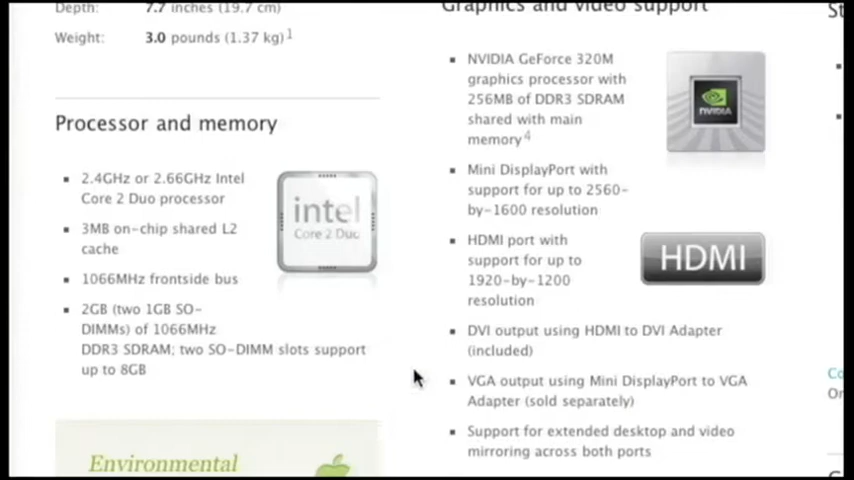 Depth: 7.7 inches (19.7 cm)
Weight: 3.0 pounds (1.37 kg)1
Processor and memory
2.4GHz or 2.66GHz Intel
Core 2 Duo processor
3MB on-chip shared L2
cache
1066MHz frontside bus
2GB (two 1GB SO-
DIMMs) of 1066MHz
DDR3 SDRAM; two SO-DIMM slots support
up to 8GB
intel
Core 2 Duo
Environmental
Graphics and video support
NVIDIA GeForce 320M
graphics processor with
256MB of DDR3 SDRAM
shared with main
memory4
NVIDIA
Mini DisplayPort with
support for up to 2560-
by-1600 resolution
HDMI port with
support for up to
1920-by-1200
resolution
HDMI
DVI output using HDMI to DVI Adapter
(included)
VGA output using Mini DisplayPort to VGA
Adapter (sold separately)
Support for extended desktop and video
mirroring across both ports